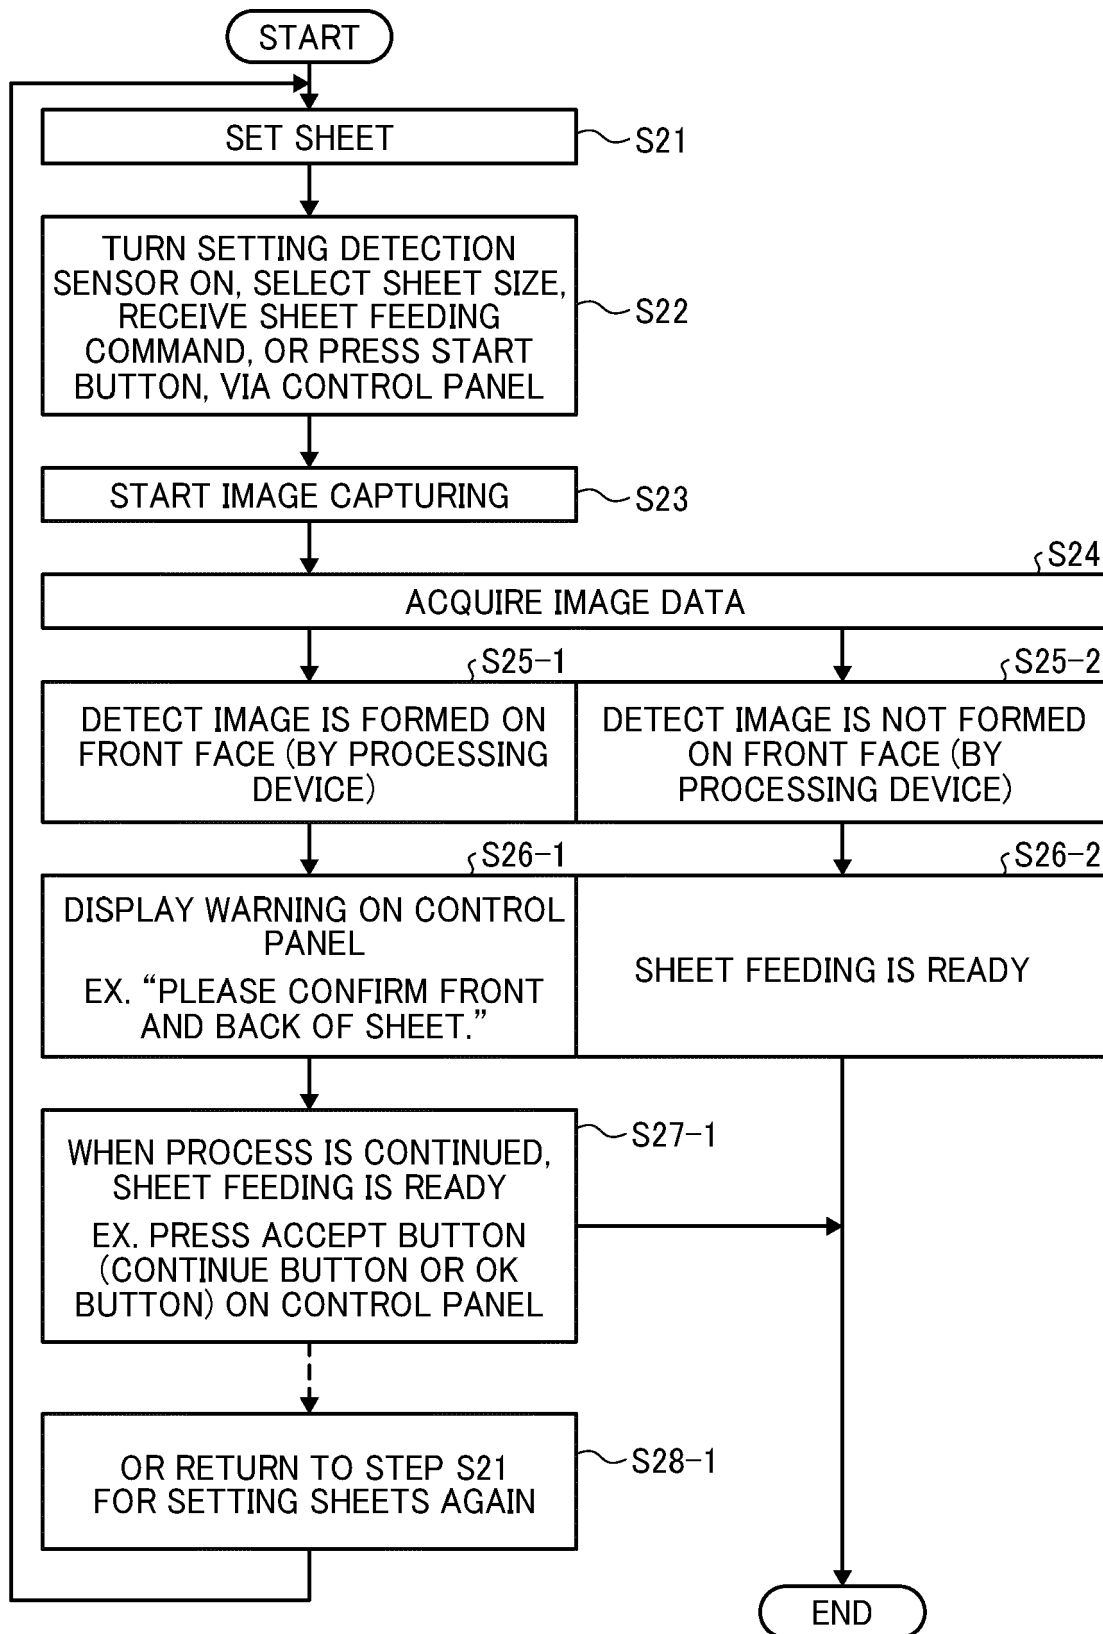 START
SET SHEET
S21
TURN SETTING DETECTION
SENSOR ON, SELECT SHEET SIZE,
RECEIVE SHEET FEEDING
COMMAND, OR PRESS START
BUTTON, VIA CONTROL PANEL
S22
START IMAGE CAPTURING
S23
S24
ACQUIRE IMAGE DATA
S25-1
DETECT IMAGE IS FORMED ON
FRONT FACE (BY PROCESSING
DEVICE)
S25-2
DETECT IMAGE IS NOT FORMED
ON FRONT FACE (BY
PROCESSING DEVICE)
S26-1
DISPLAY WARNING ON CONTROL
PANEL
EX. “PLEASE CONFIRM FRONT
AND BACK OF SHEET.”
S26-2
SHEET FEEDING IS READY
S27-1
WHEN PROCESS IS CONTINUED,
SHEET FEEDING IS READY
EX. PRESS ACCEPT BUTTON
(CONTINUE BUTTON OR OK
BUTTON) ON CONTROL PANEL
S28-1
OR RETURN TO STEP S21
FOR SETTING SHEETS AGAIN
END